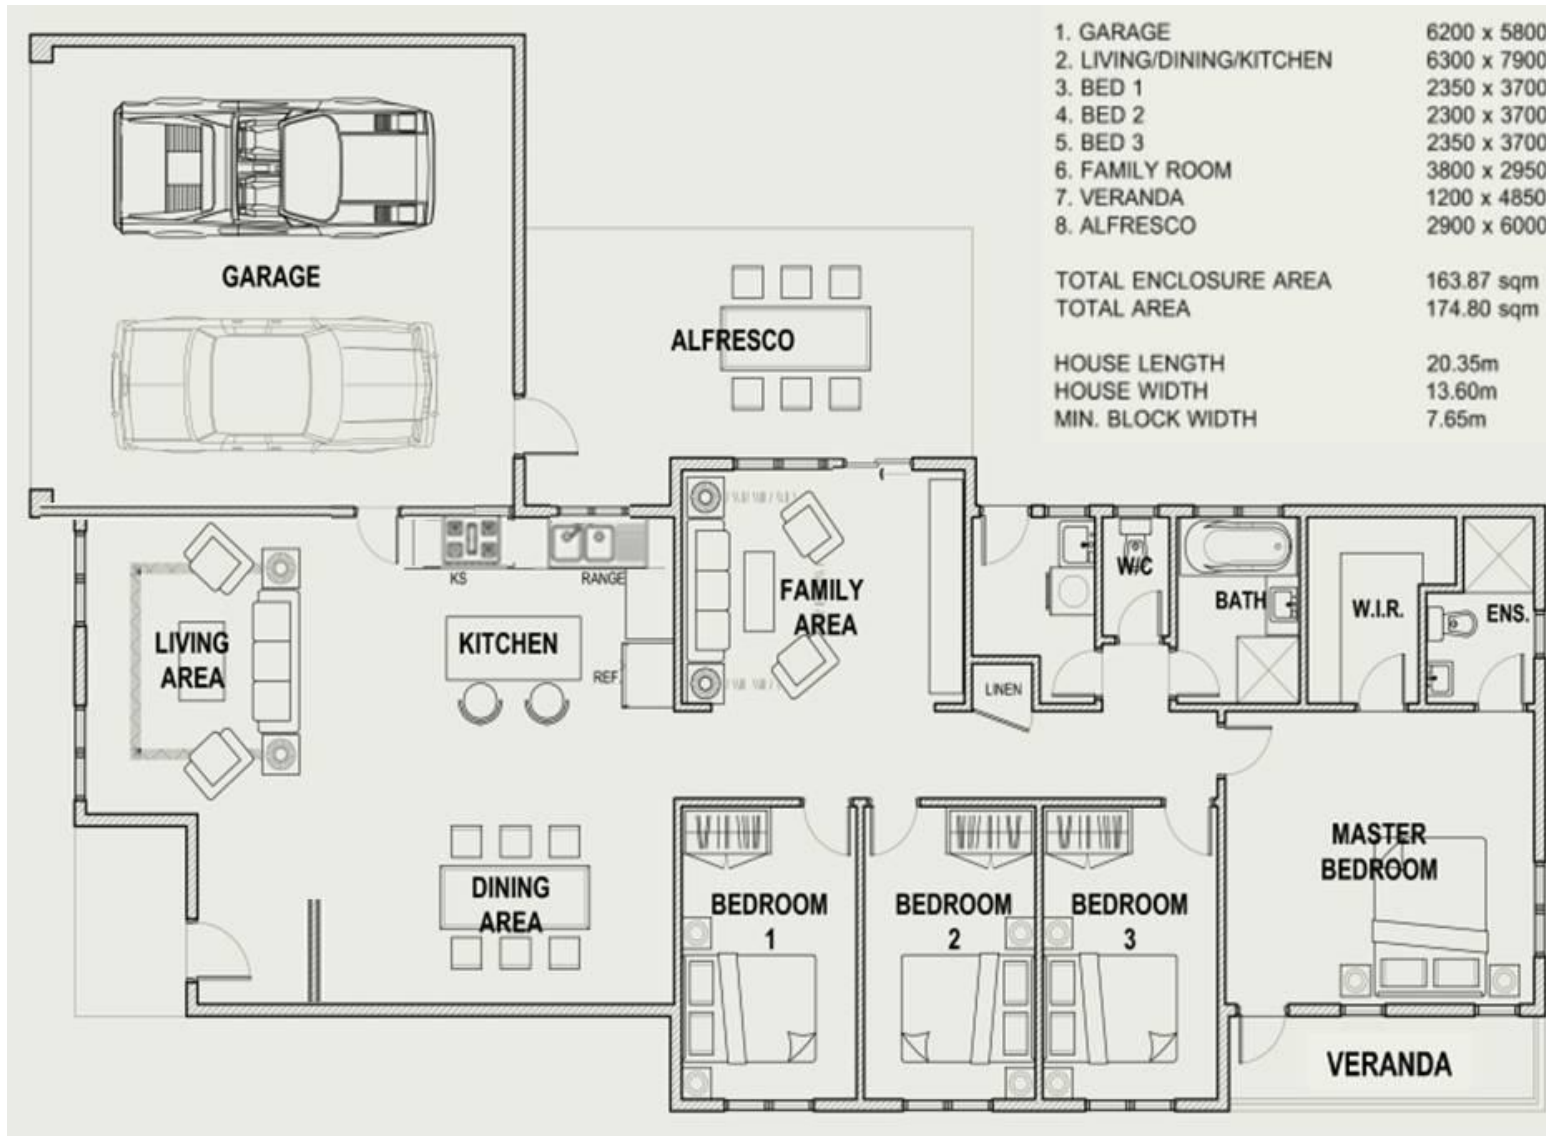 1. GARAGE 6200 x 5800
2. LIVING/DINING/KITCHEN 6300 x 7900
3. BED 1 2350 x 3700
4. BED 2 2300 x 3700
5. BED 3 2350 x 3700
6. FAMILY ROOM 3800 x 2950
7. VERANDA 1200 x 4850
8. ALFRESCO 2900 x 6000
TOTAL ENCLOSURE AREA 163.87 sqm
TOTAL AREA 174.80 sqm
HOUSE LENGTH 20.35m
HOUSE WIDTH 13.60m
MIN. BLOCK WIDTH 7.65m
GARAGE
ALFRESCO
KS
RANGE
LIVING
AREA
KITCHEN
REF.
FAMILY
AREA
W/C
BATH
W.I.R.
ENS.
LINEN
DINING
AREA
BEDROOM
1
BEDROOM
2
BEDROOM
3
MASTER
BEDROOM
VERANDA